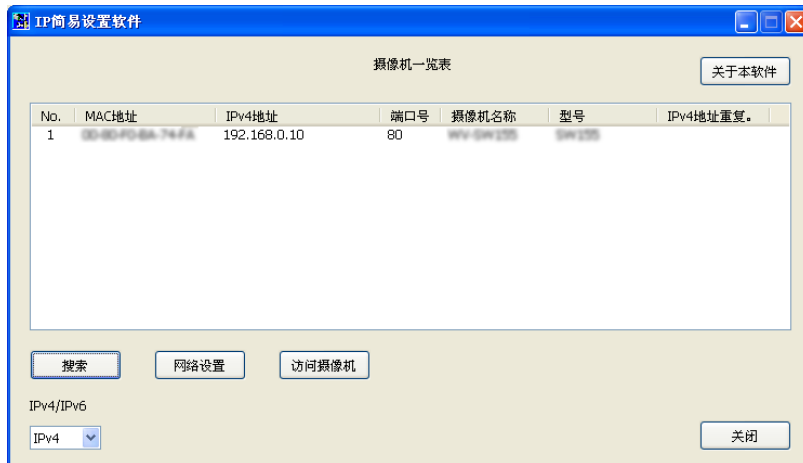 IP简易设置软件
摄像机一览表
关于本软件
No. MAC地址 IPv4地址 端口号 摄像机名称 型号 IPv4地址重复。
1 192.168.0.10 80
搜索 网络设置 访问摄像机
IPv4/IPv6
IPv4
关闭